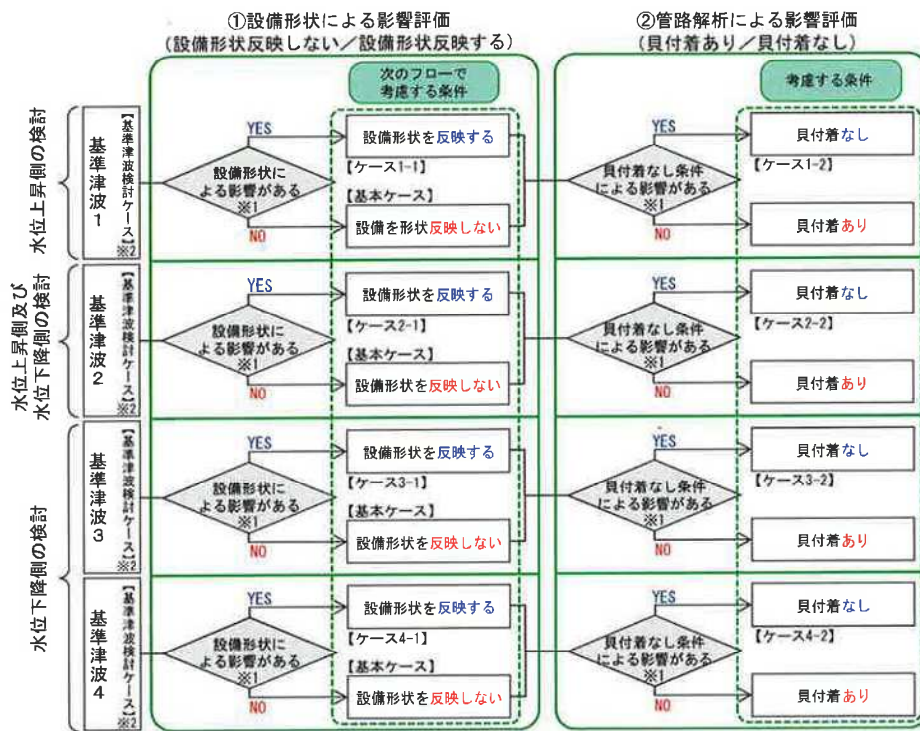 ①設備形状による影響評価
(設備形状反映しない／設備形状反映する)
②管路解析による影響評価
(貝付着あり／貝付着なし)
次のフローで
考慮する条件
考慮する条件
水位上昇側の検討
基準津波1
【基準津波検討ケース】※2
設備形状に
よる影響がある
※1
YES
設備形状を反映する
【ケース1-1】
【基本ケース】
NO
設備を形状反映しない
貝付着なし条件
による影響がある
※1
YES
貝付着なし
【ケース1-2】
NO
貝付着あり
水位上昇側及び
水位下降側の検討
基準津波2
【基準津波検討ケース】※2
設備形状に
よる影響がある
※1
YES
設備形状を反映する
【ケース2-1】
【基本ケース】
NO
設備形状を反映しない
貝付着なし条件
による影響がある
※1
YES
貝付着なし
【ケース2-2】
NO
貝付着あり
水位下降側の検討
基準津波3
【基準津波検討ケース】※2
設備形状に
よる影響がある
※1
YES
設備形状を反映する
【ケース3-1】
【基本ケース】
NO
設備形状を反映しない
貝付着なし条件
による影響がある
※1
YES
貝付着なし
【ケース3-2】
NO
貝付着あり
基準津波4
【基準津波検討ケース】※2
設備形状に
よる影響がある
※1
YES
設備形状を反映する
【ケース4-1】
【基本ケース】
NO
設備形状を反映しない
貝付着なし条件
による影響がある
※1
YES
貝付着なし
【ケース4-2】
NO
貝付着あり